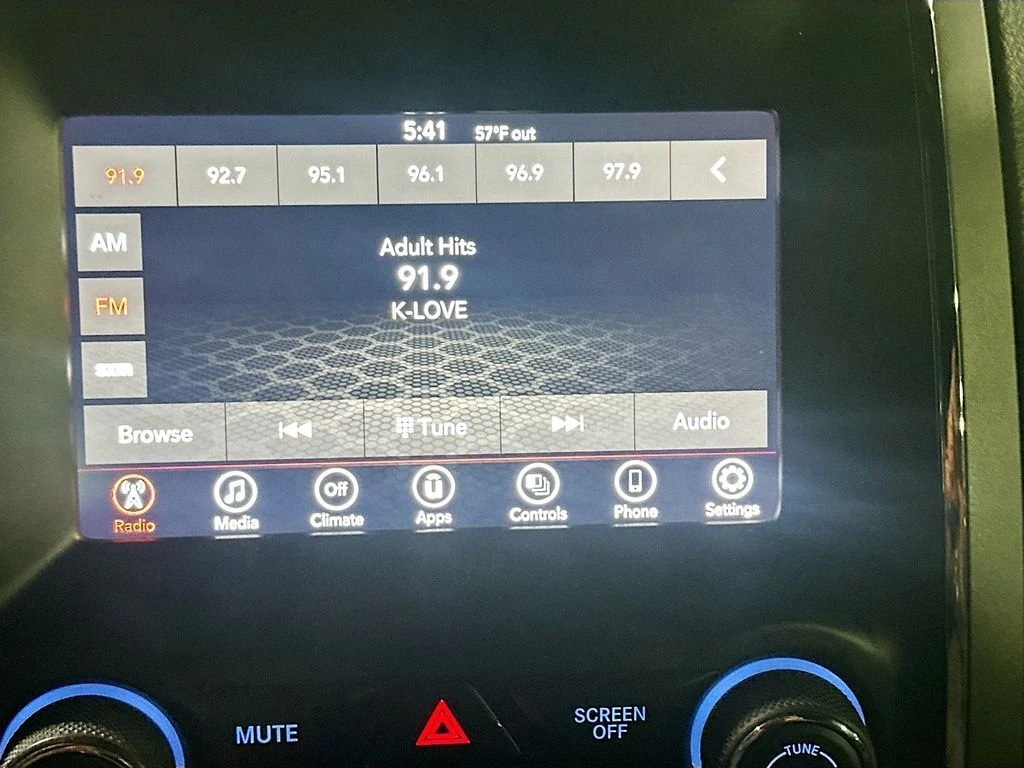 5:41 57°F out
91.9 92.7 95.1 96.1 96.9 97.9
AM
Adult Hits
91.9
FM
K-LOVE
Browse Tune Audio
Off
Radio Media Climate Apps Controls Phone Settings
MUTE
SCREEN
OFF
TUNE